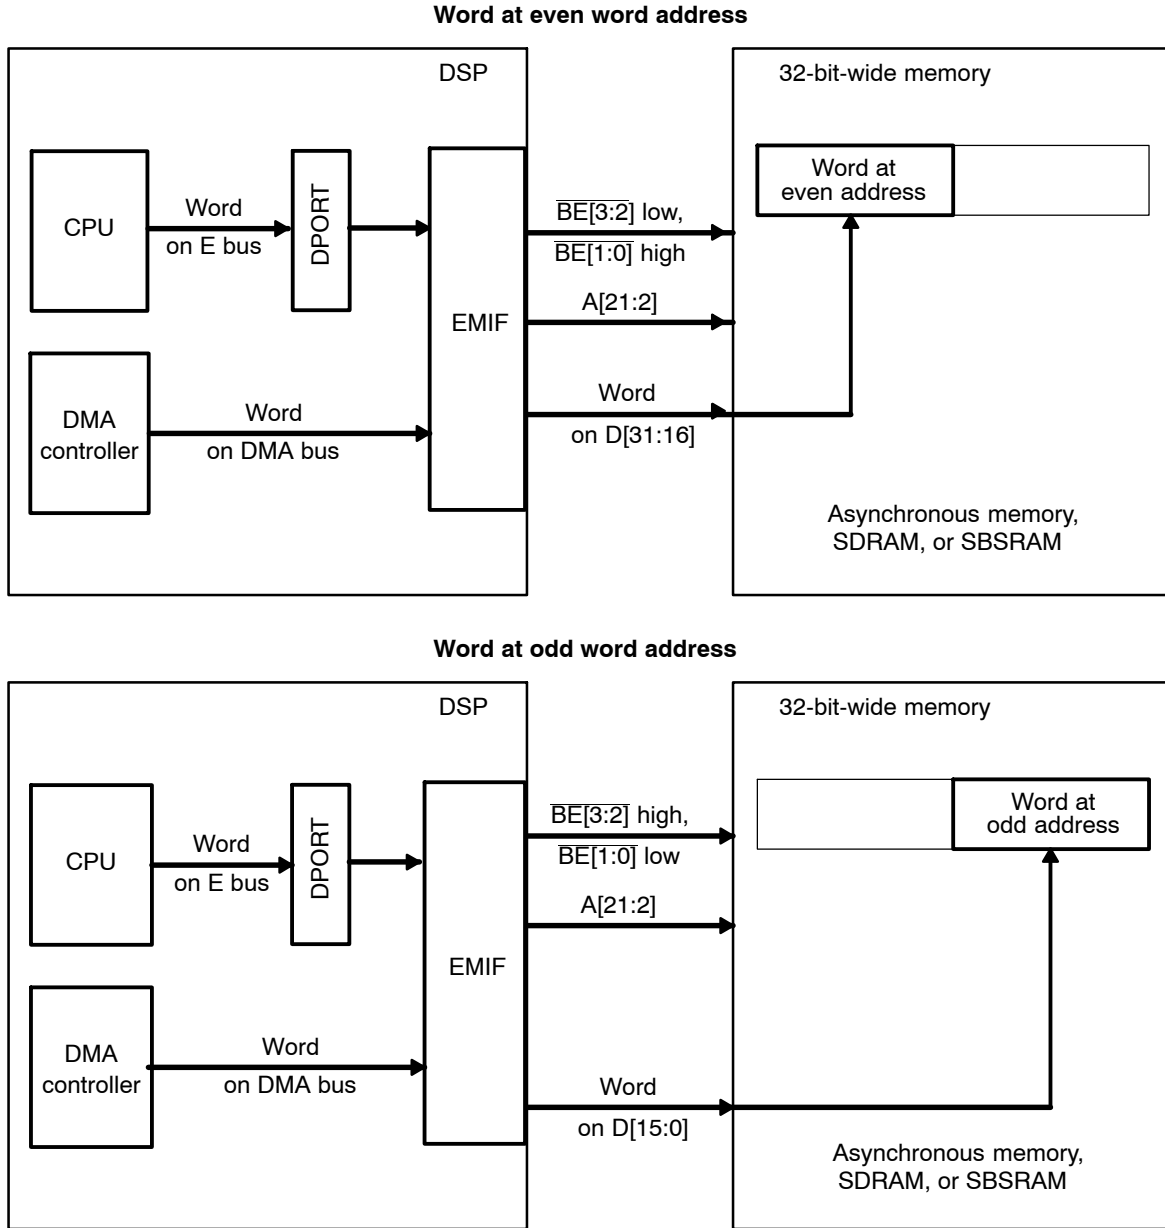 Word at even word address
DSP
32-bit-wide memory
CPU
Word
on E bus
DPORT
EMIF
BE[3:2] low,
BE[1:0] high
A[21:2]
Word
on D[31:16]
Word at
even address
DMA
controller
Word
on DMA bus
Asynchronous memory,
SDRAM, or SBSRAM
Word at odd word address
DSP
32-bit-wide memory
CPU
Word
on E bus
DPORT
EMIF
BE[3:2] high,
BE[1:0] low
A[21:2]
Word
on D[15:0]
Word at
odd address
DMA
controller
Word
on DMA bus
Asynchronous memory,
SDRAM, or SBSRAM